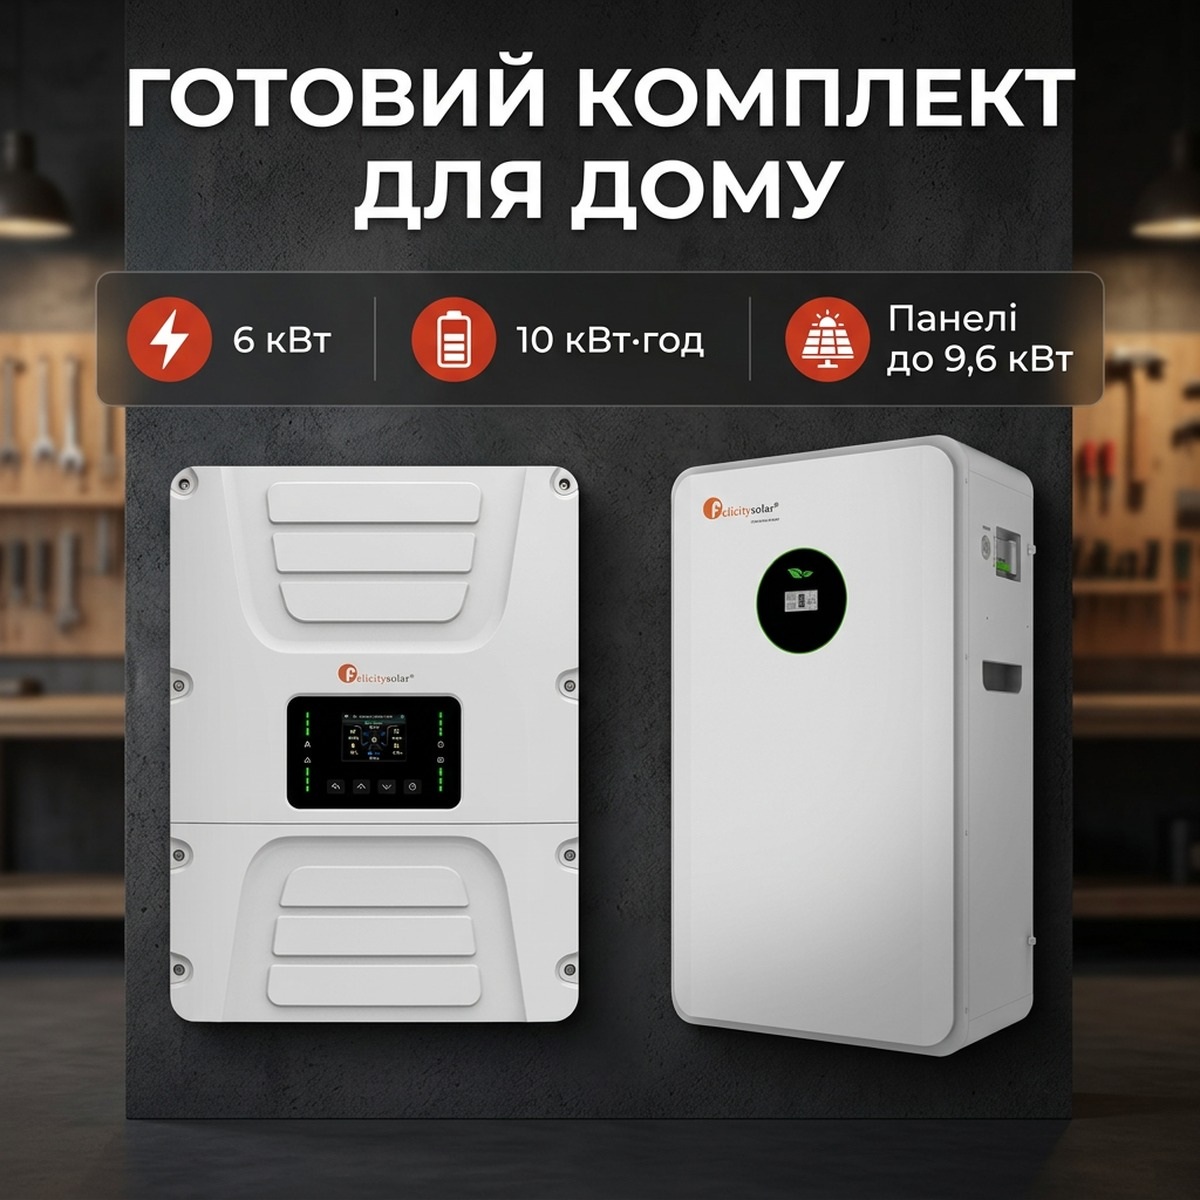 ГОТОВИЙ КОМПЛЕКТ
ДЛЯ ДОМУ
6 кВт
10 кВт·год
Панелі
до 9,6 кВт
felicitysolar®
felicitysolar®